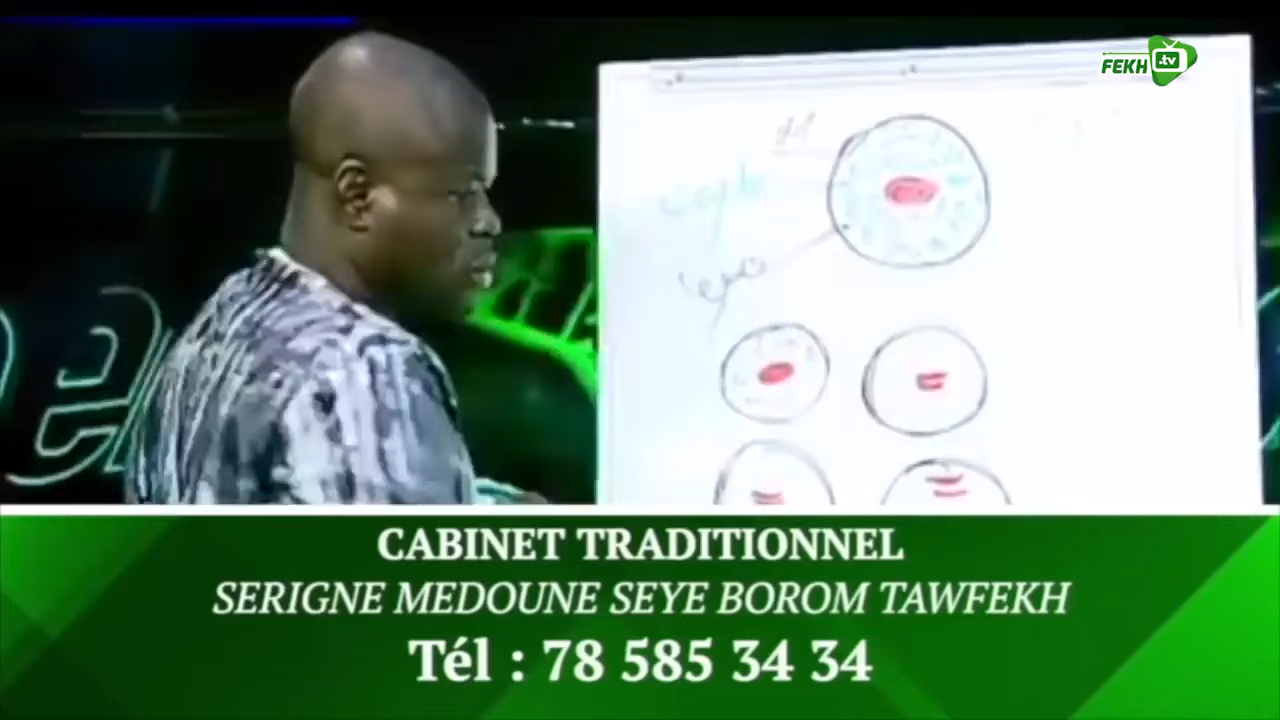 FEKH .tv
CABINET TRADITIONNEL
SERIGNE MEDOUNE SEYE BOROM TAWFEKH
Tél : 78 585 34 34